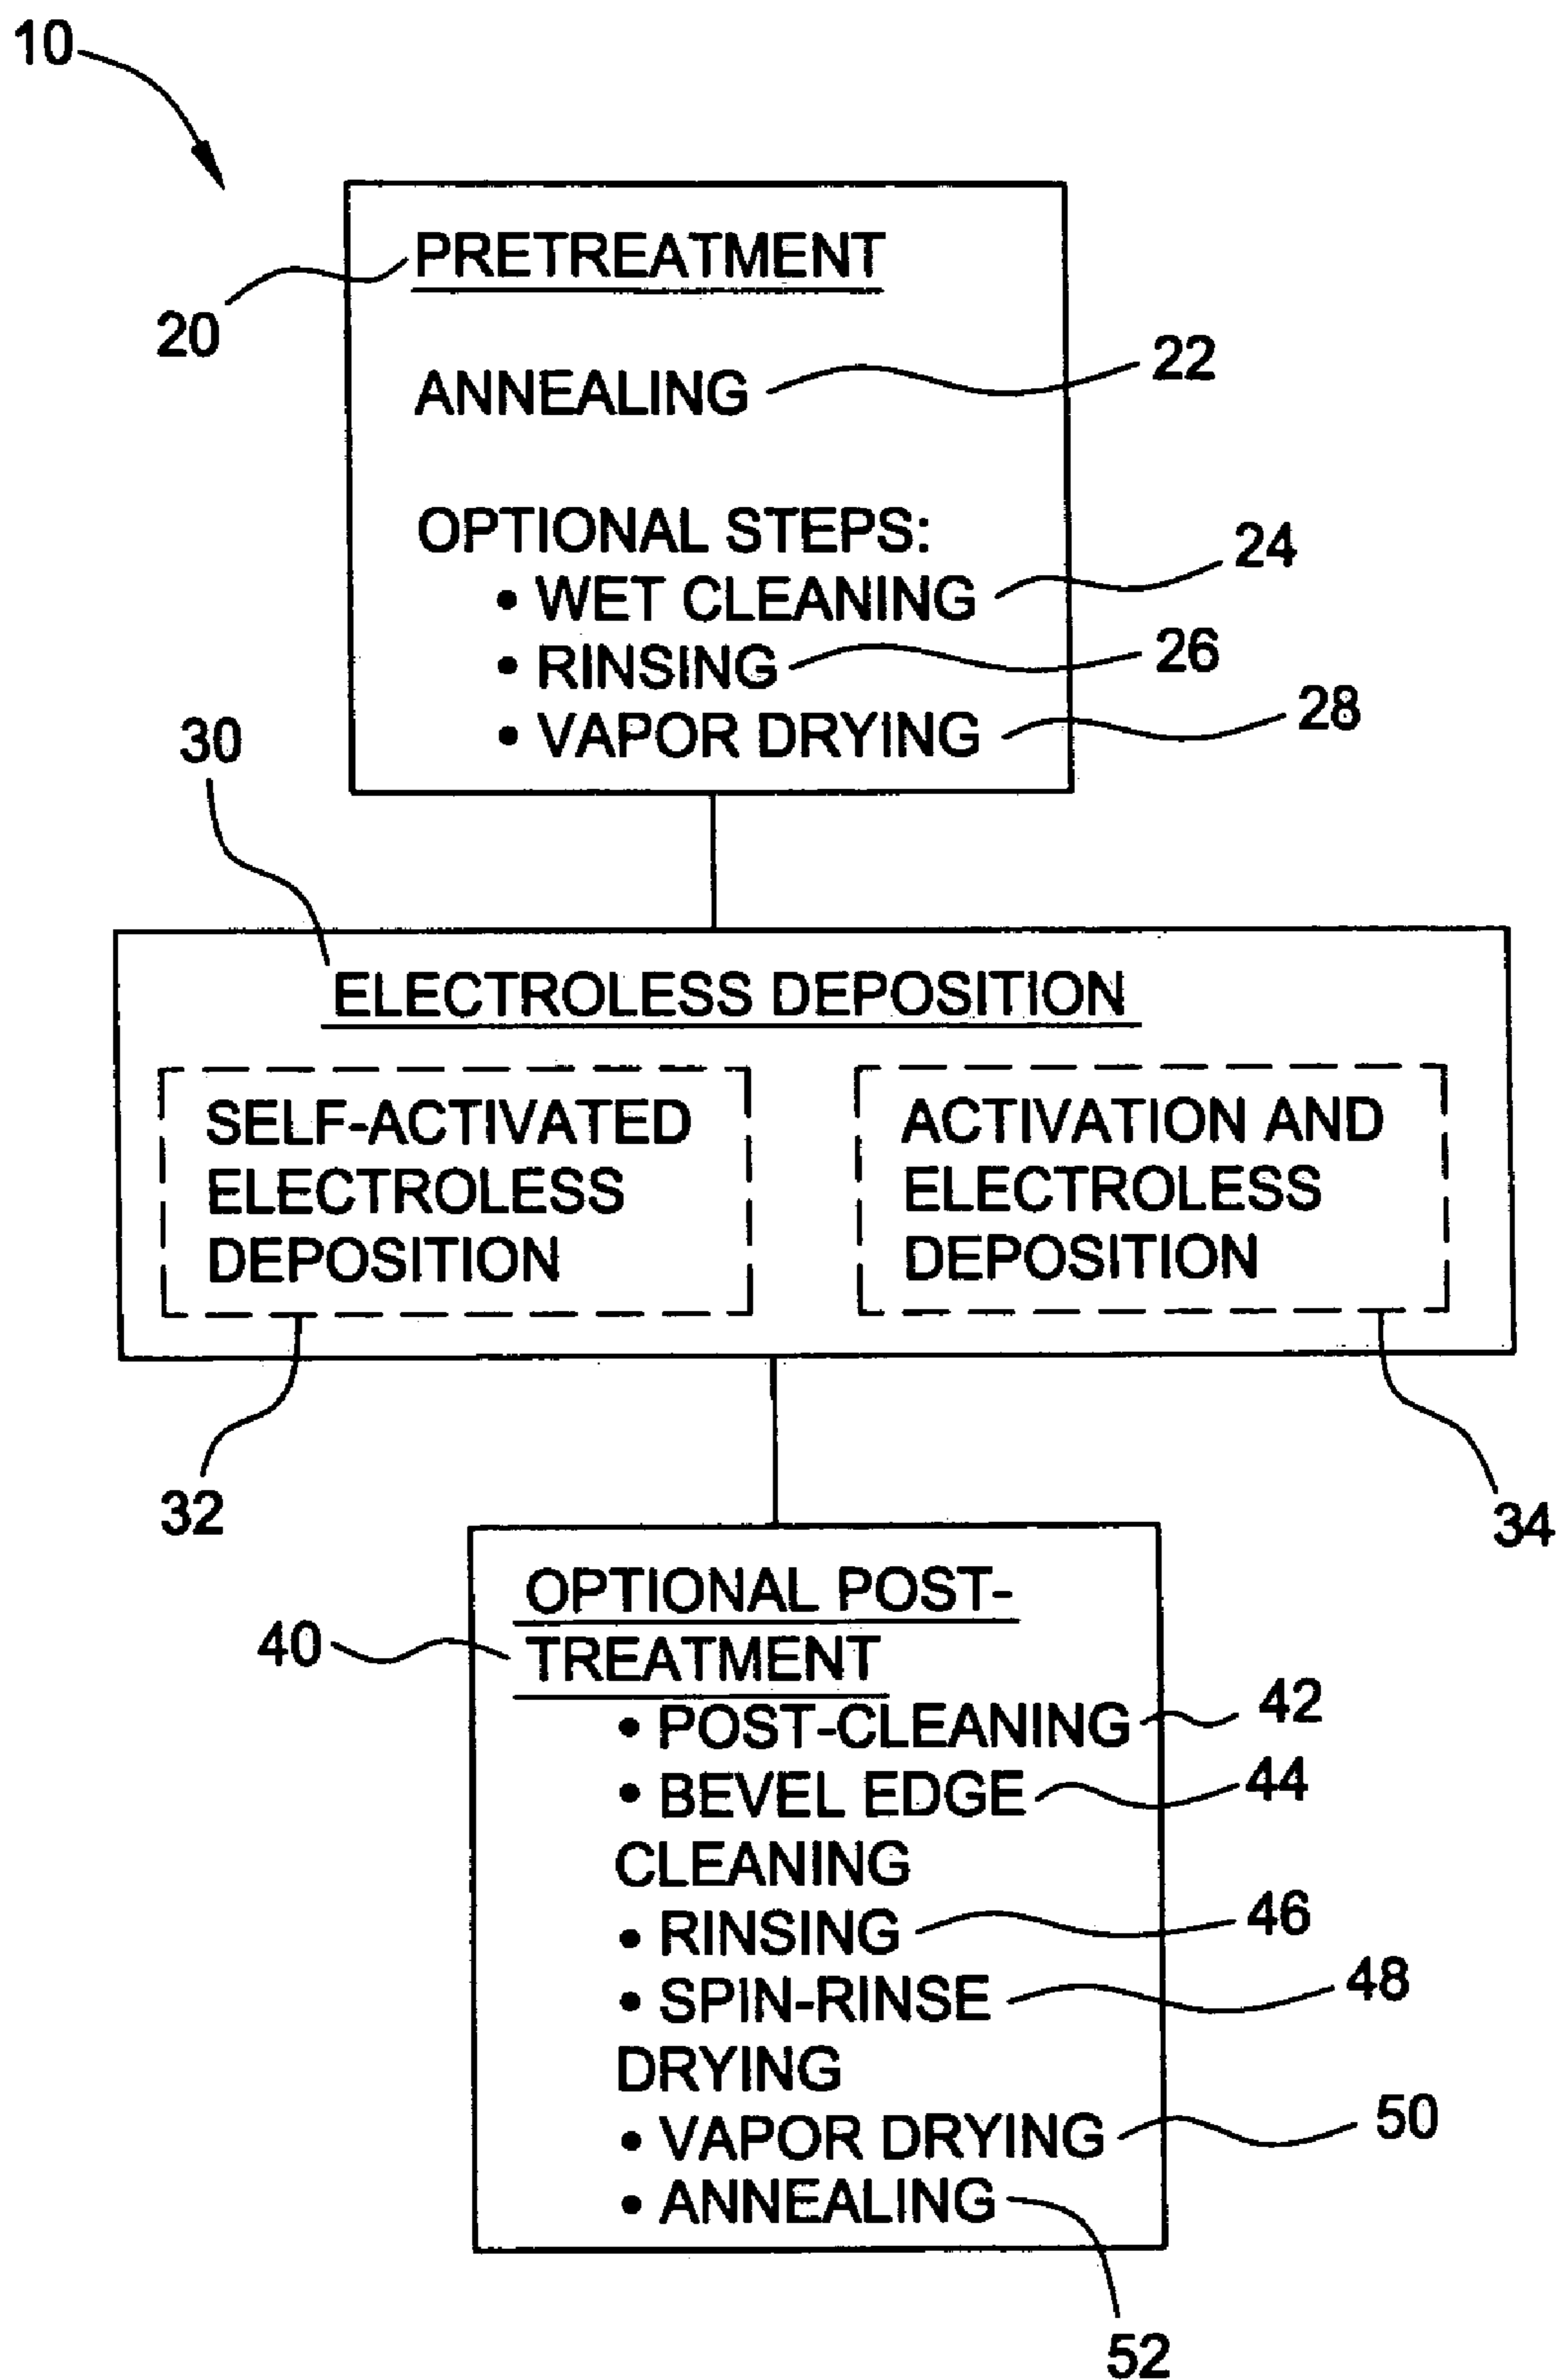 10
PRETREATMENT
20
ANNEALING
22
OPTIONAL STEPS:
• WET CLEANING
24
• RINSING
26
• VAPOR DRYING
28
30
ELECTROLESS DEPOSITION
SELF-ACTIVATED
ELECTROLESS
DEPOSITION
ACTIVATION AND
ELECTROLESS
DEPOSITION
32
34
OPTIONAL POST-
TREATMENT
40
• POST-CLEANING
42
• BEVEL EDGE
44
CLEANING
• RINSING
46
• SPIN-RINSE
48
DRYING
• VAPOR DRYING
50
• ANNEALING
52